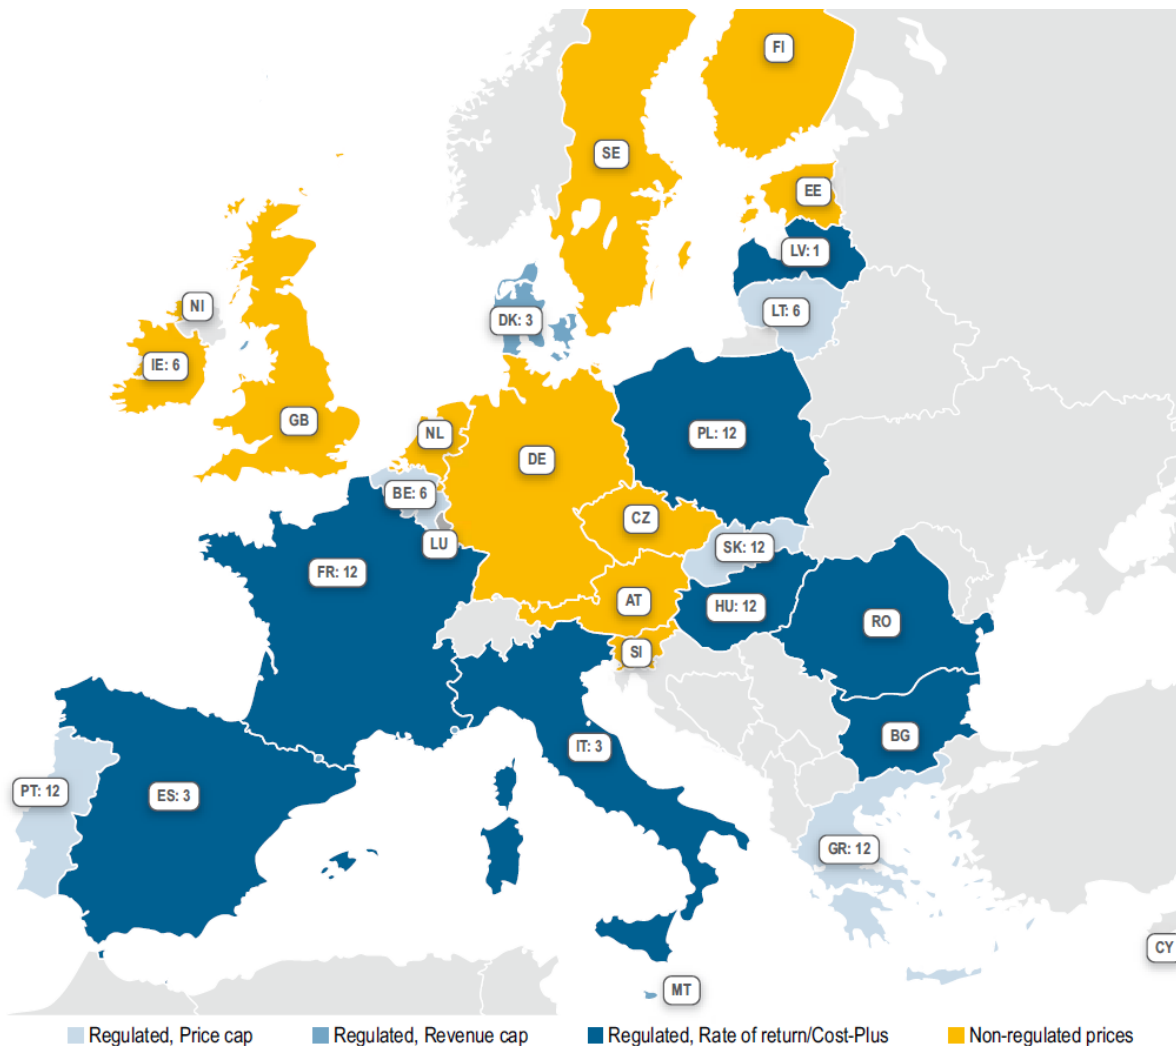 FI
SE
EE
LV: 1
NI
LT: 6
DK: 3
IE: 6
GB
NL
PL: 12
DE
BE: 6
CZ
LU
SK: 12
FR: 12
AT
HU: 12
RO
SI
BG
IT: 3
PT: 12
ES: 3
GR: 12
CY
MT
Regulated, Price cap
Regulated, Revenue cap
Regulated, Rate of return/Cost-Plus
Non-regulated prices